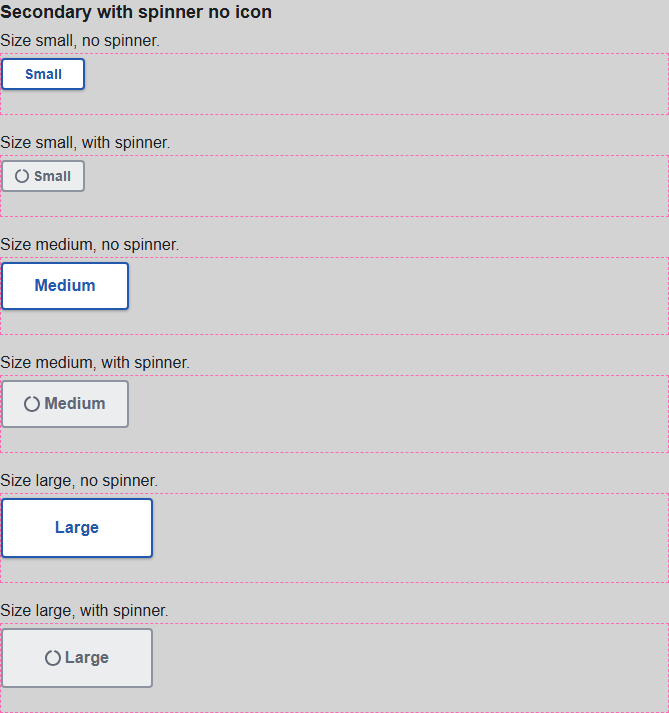 Secondary with spinner no icon
Size small, no spinner.
Small
Size small, with spinner.
Small
Size medium, no spinner.
Medium
Size medium, with spinner.
Medium
Size large, no spinner.
Large
Size large, with spinner.
Large